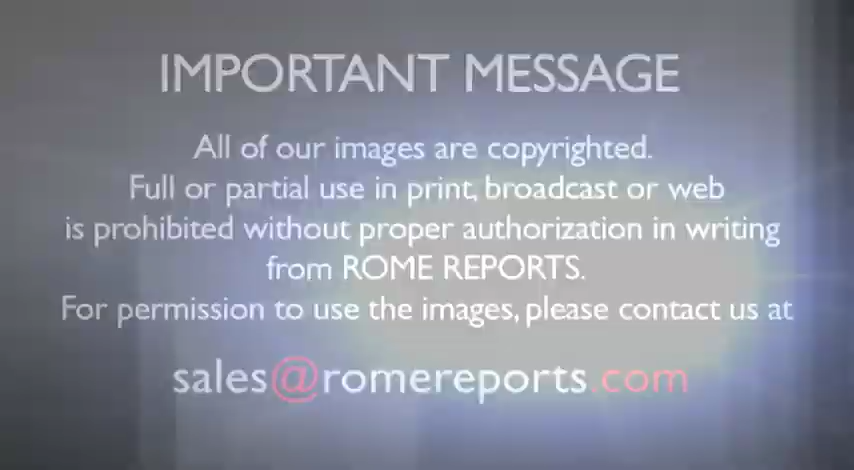 IMPORTANT MESSAGE
All of our images are copyrighted.
Full or partial use in print, broadcast or web
is prohibited without proper authorization in writing
from ROME REPORTS.
For permission to use the images, please contact us at
sales@romereports.com